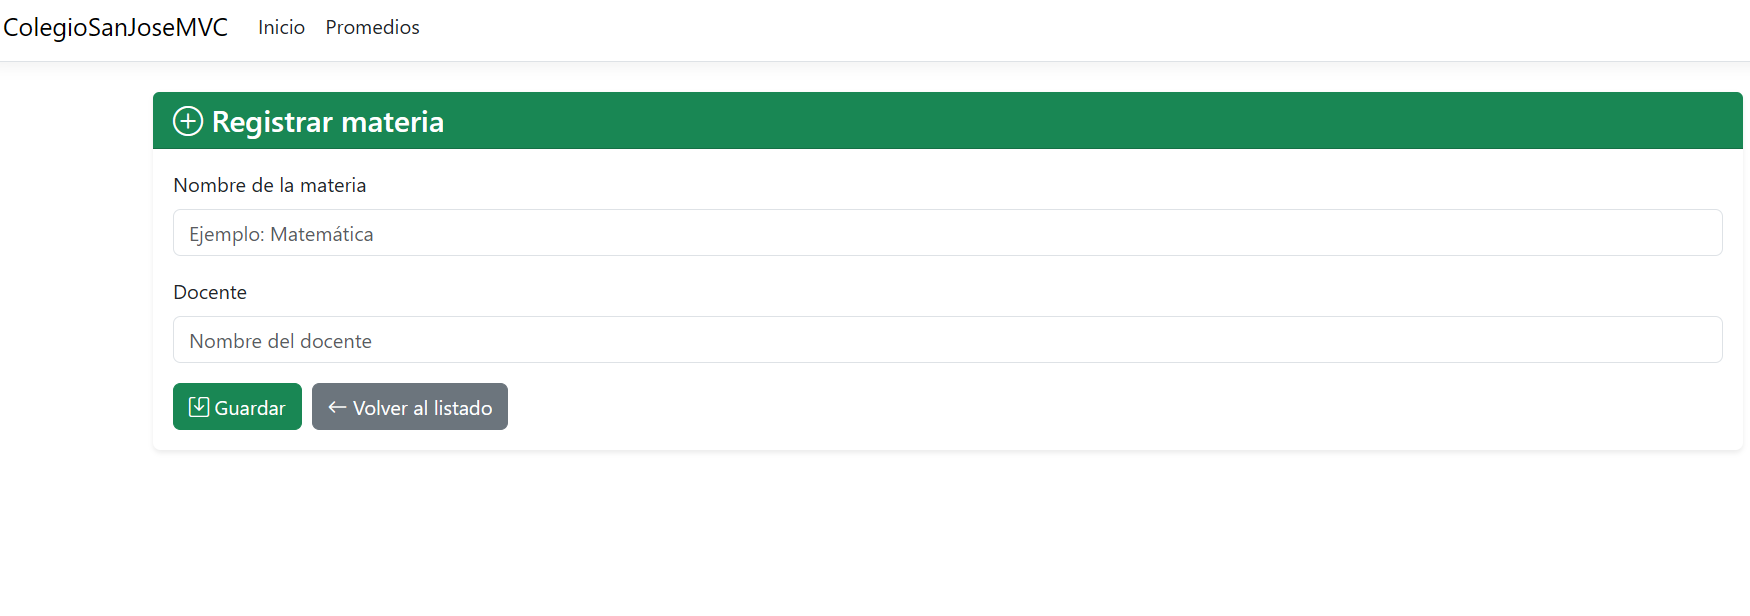 ColegioSanJoseMVC Inicio Promedios
Registrar materia
Nombre de la materia
Ejemplo: Matemática
Docente
Nombre del docente
Guardar Volver al listado